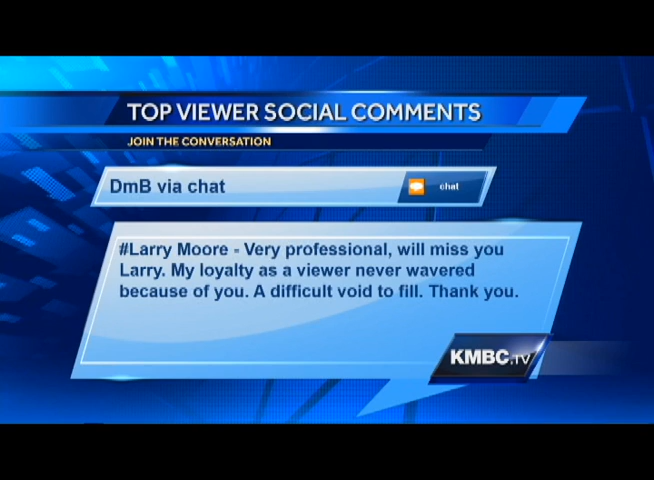 TOP VIEWER SOCIAL COMMENTS
JOIN THE CONVERSATION
DmB via chat
chat
#Larry Moore - Very professional, will miss you
Larry. My loyalty as a viewer never wavered
because of you. A difficult void to fill. Thank you.
KMBC.TV